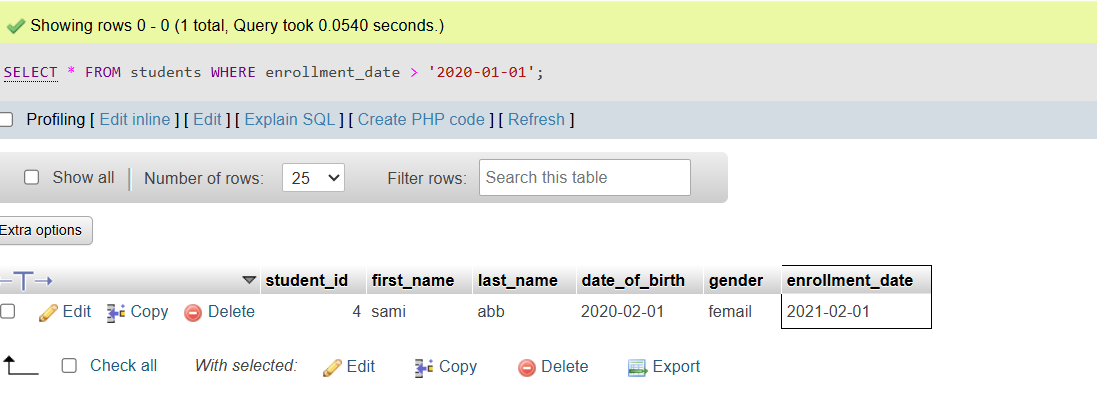 Showing rows 0 - 0 (1 total, Query took 0.0540 seconds.)
SELECT * FROM students WHERE enrollment_date > '2020-01-01';
Profiling [ Edit inline ] [ Edit ] [ Explain SQL ] [ Create PHP code ] [ Refresh ]
Show all Number of rows: 25 Filter rows: Search this table
Extra options
student_id first_name last_name date_of_birth gender enrollment_date
Edit Copy Delete 4 sami abb 2020-02-01 femail 2021-02-01
Check all With selected: Edit Copy Delete Export